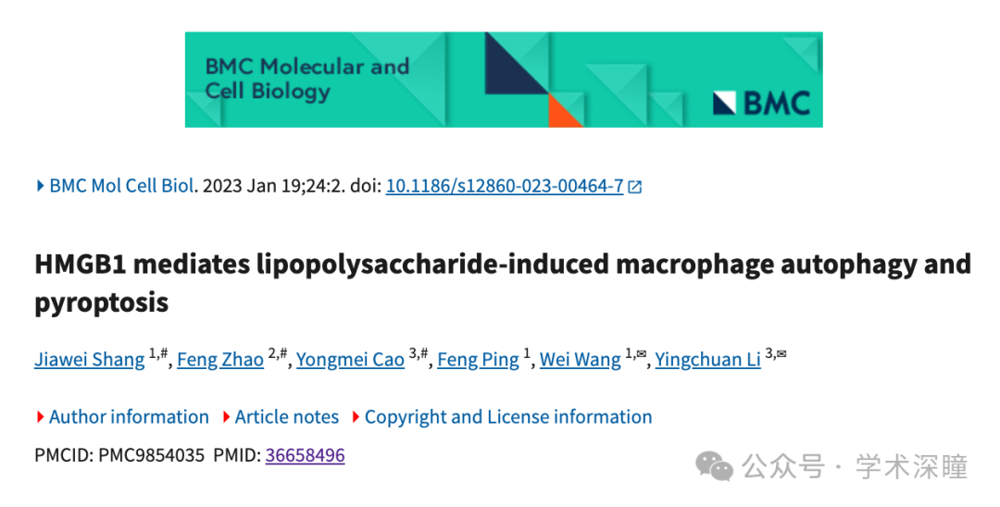 BMC Molecular and
Cell Biology
BMC
BMC Mol Cell Biol. 2023 Jan 19;24:2. doi: 10.1186/s12860-023-00464-7
HMGB1 mediates lipopolysaccharide-induced macrophage autophagy and
pyroptosis
Jiawei Shang 1,#, Feng Zhao 2,#, Yongmei Cao 3,#, Feng Ping 1, Wei Wang 1,✉, Yingchuan Li 3,✉
Author information Article notes Copyright and License information
PMCID: PMC9854035 PMID: 36658496
公众号 · 学术深瞳